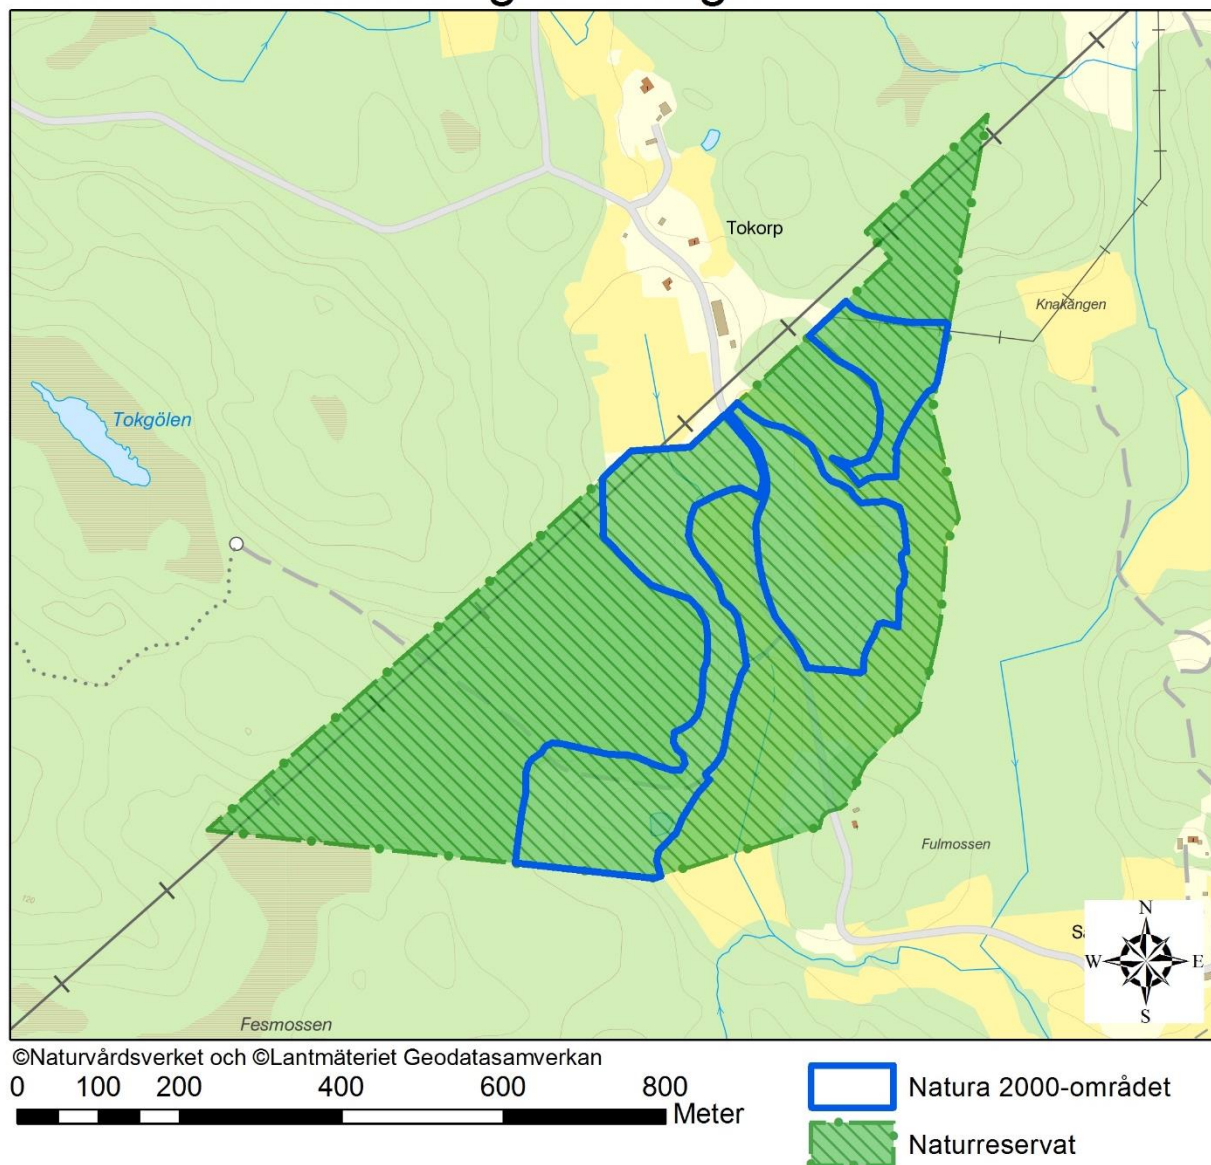 Tokorp
Knakängen
Tokgölen
120
Fulmossen
N
W E
S
Fesmossen
©Naturvårdsverket och ©Lantmäteriet Geodatasamverkan
0 100 200 400 600 800
Meter
Natura 2000-området
Naturreservat